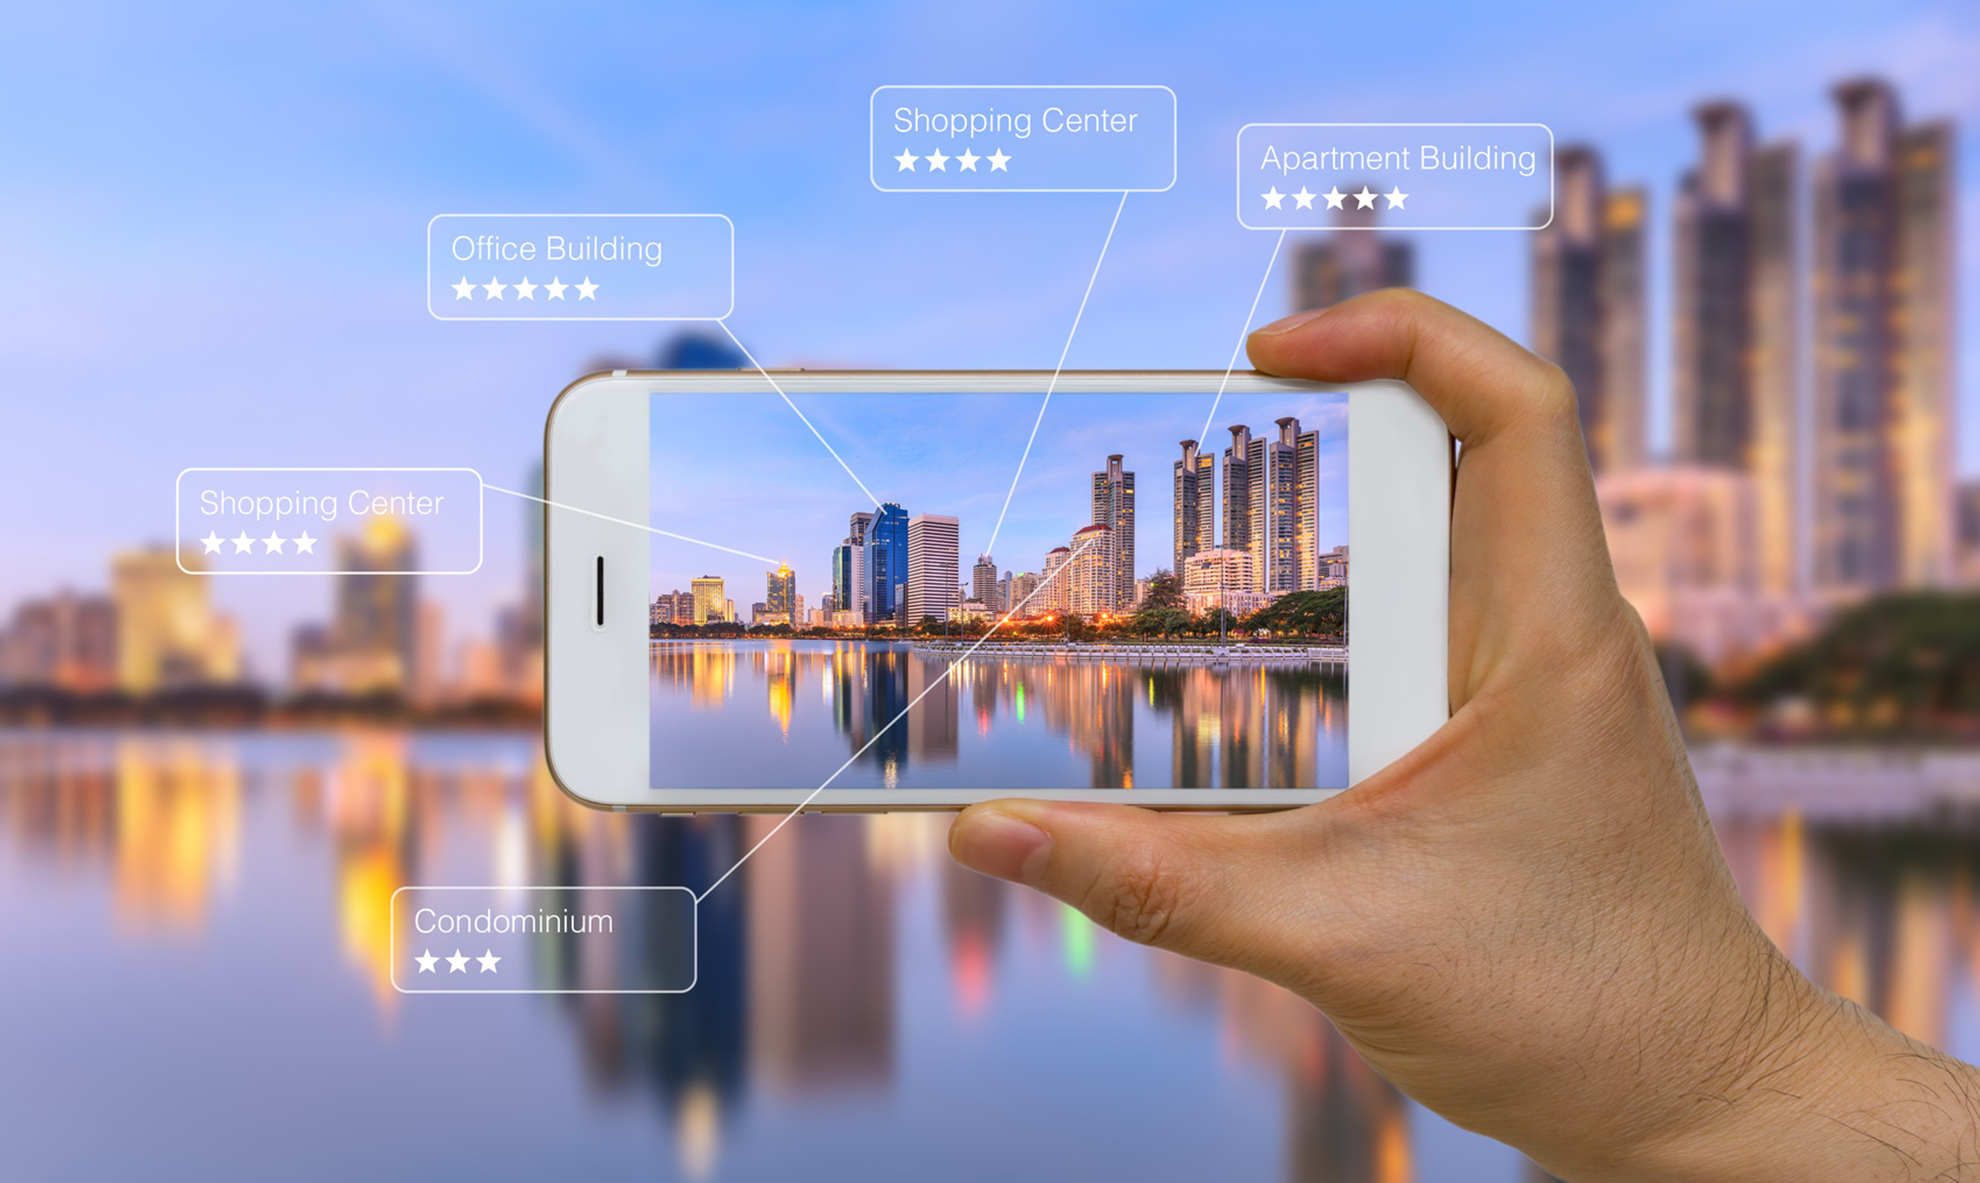 Shopping Center
★★★★
Apartment Building
★★★★★
Office Building
★★★★★
Shopping Center
★★★★
Condominium
★★★